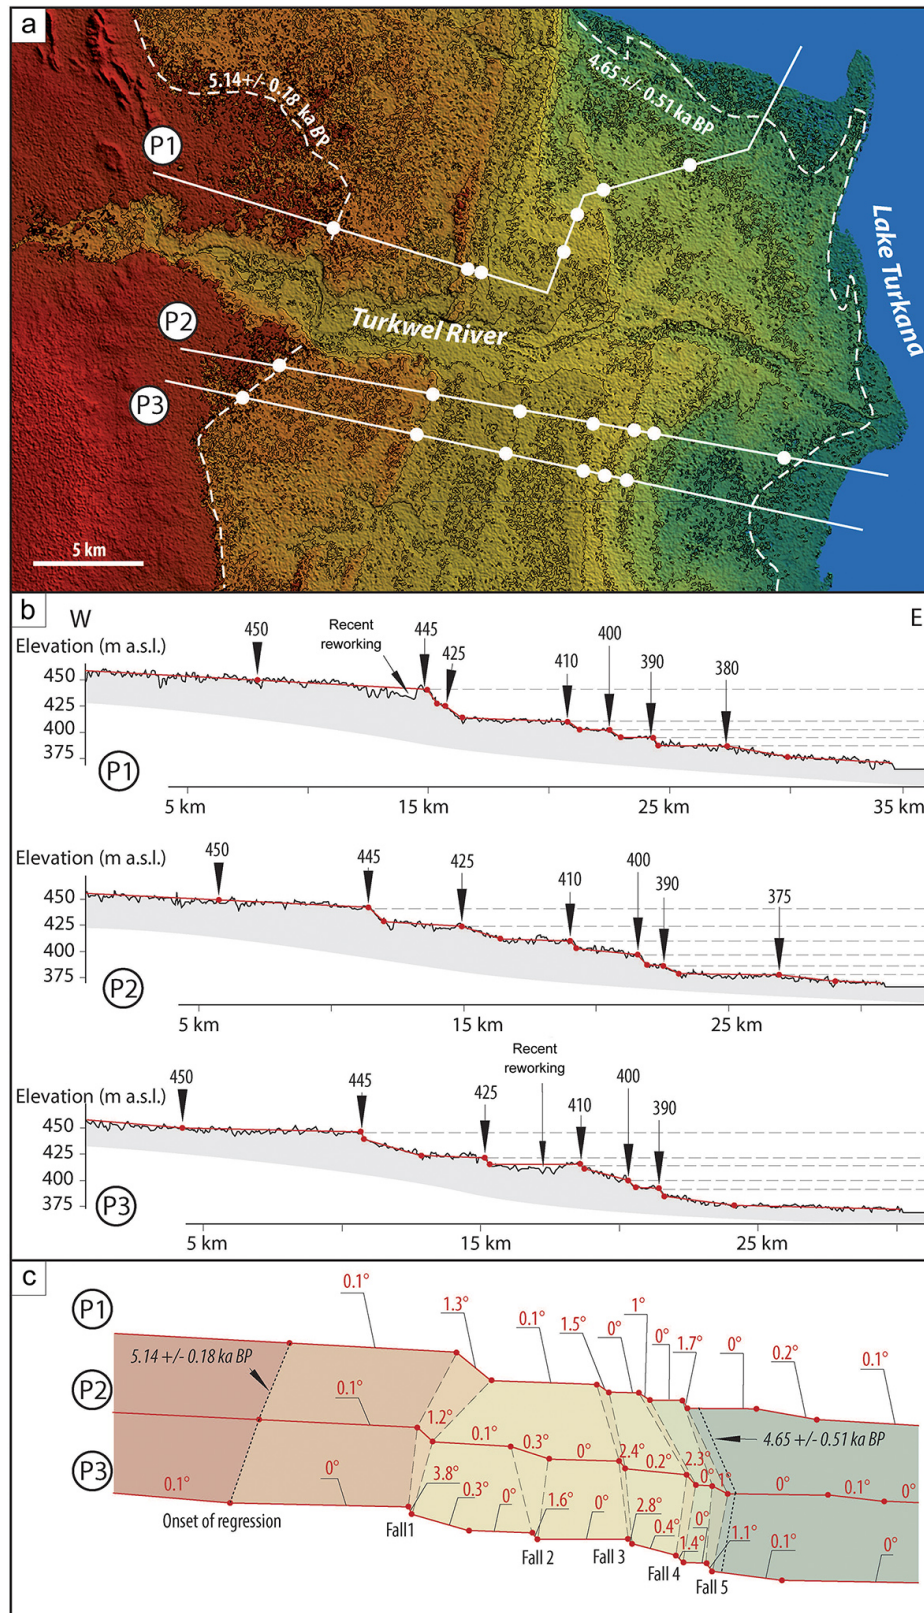 a
5.14 +/- 0.18 ka BP
4.65 +/- 0.51 ka BP
P1
Lake Turkana
P2
Turkwel River
P3
5 km
b
W
E
Elevation (m a.s.l.)
450
Recent
reworking
445
425
410
400
390
380
450
425
400
375
P1
5 km
15 km
25 km
35 km
Elevation (m a.s.l.)
450
445
425
410
400
390
375
450
425
400
375
P2
5 km
15 km
25 km
Elevation (m a.s.l.)
450
445
425
Recent
reworking
410
400
390
450
425
400
375
P3
5 km
15 km
25 km
c
P1
0.1°
1.3°
0.1°
1.5°
0°
1°
0°
1.7°
0°
0.2°
0.1°
5.14 +/- 0.18 ka BP
P2
0.1°
1.2°
0.1°
0.3°
0°
2.4°
0.2°
2.3°
0°
1°
0°
0.1°
0°
4.65 +/- 0.51 ka BP
P3
0.1°
0°
3.8°
0.3°
0°
1.6°
0°
2.8°
0.4°
1.4°
0°
1.1°
0.1°
0°
Onset of regression
Fall1
Fall 2
Fall 3
Fall 4
Fall 5